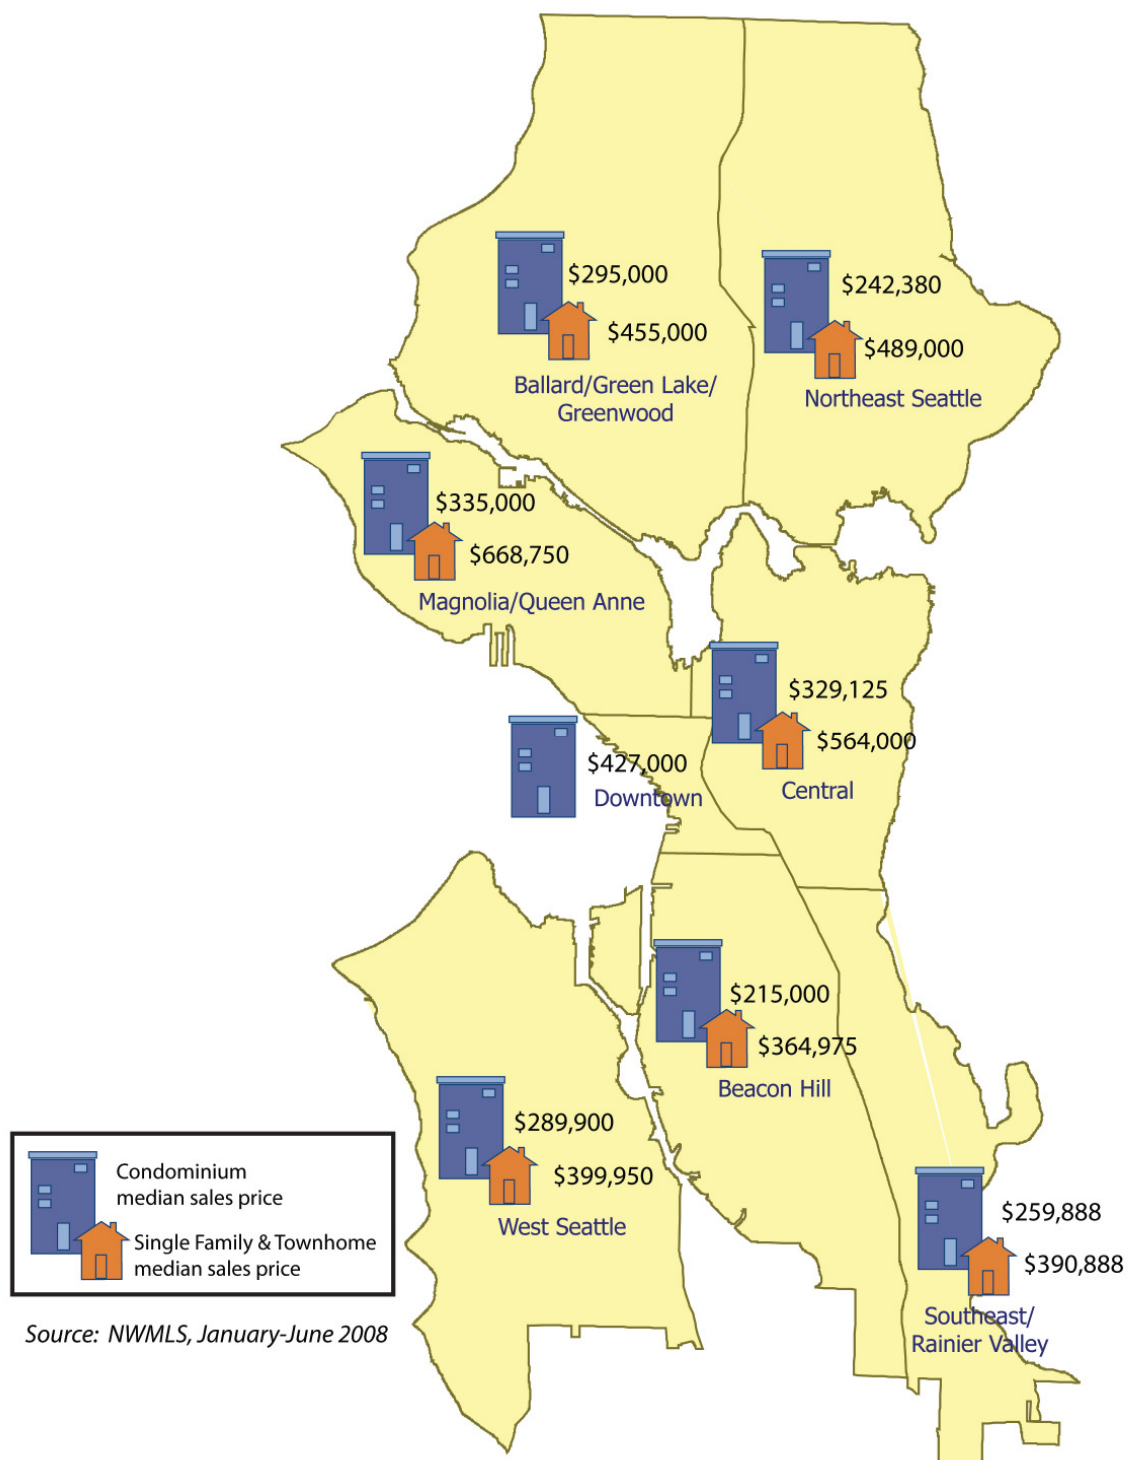 $295,000
$455,000
Ballard/Green Lake/
Greenwood
$242,380
$489,000
Northeast Seattle
$335,000
$668,750
Magnolia/Queen Anne
$329,125
$564,000
Central
$427,000
Downtown
$215,000
$364,975
Beacon Hill
$289,900
$399,950
West Seattle
$259,888
$390,888
Southeast/
Rainier Valley
Condominium
median sales price
Single Family & Townhome
median sales price
Source: NWMLS, January-June 2008